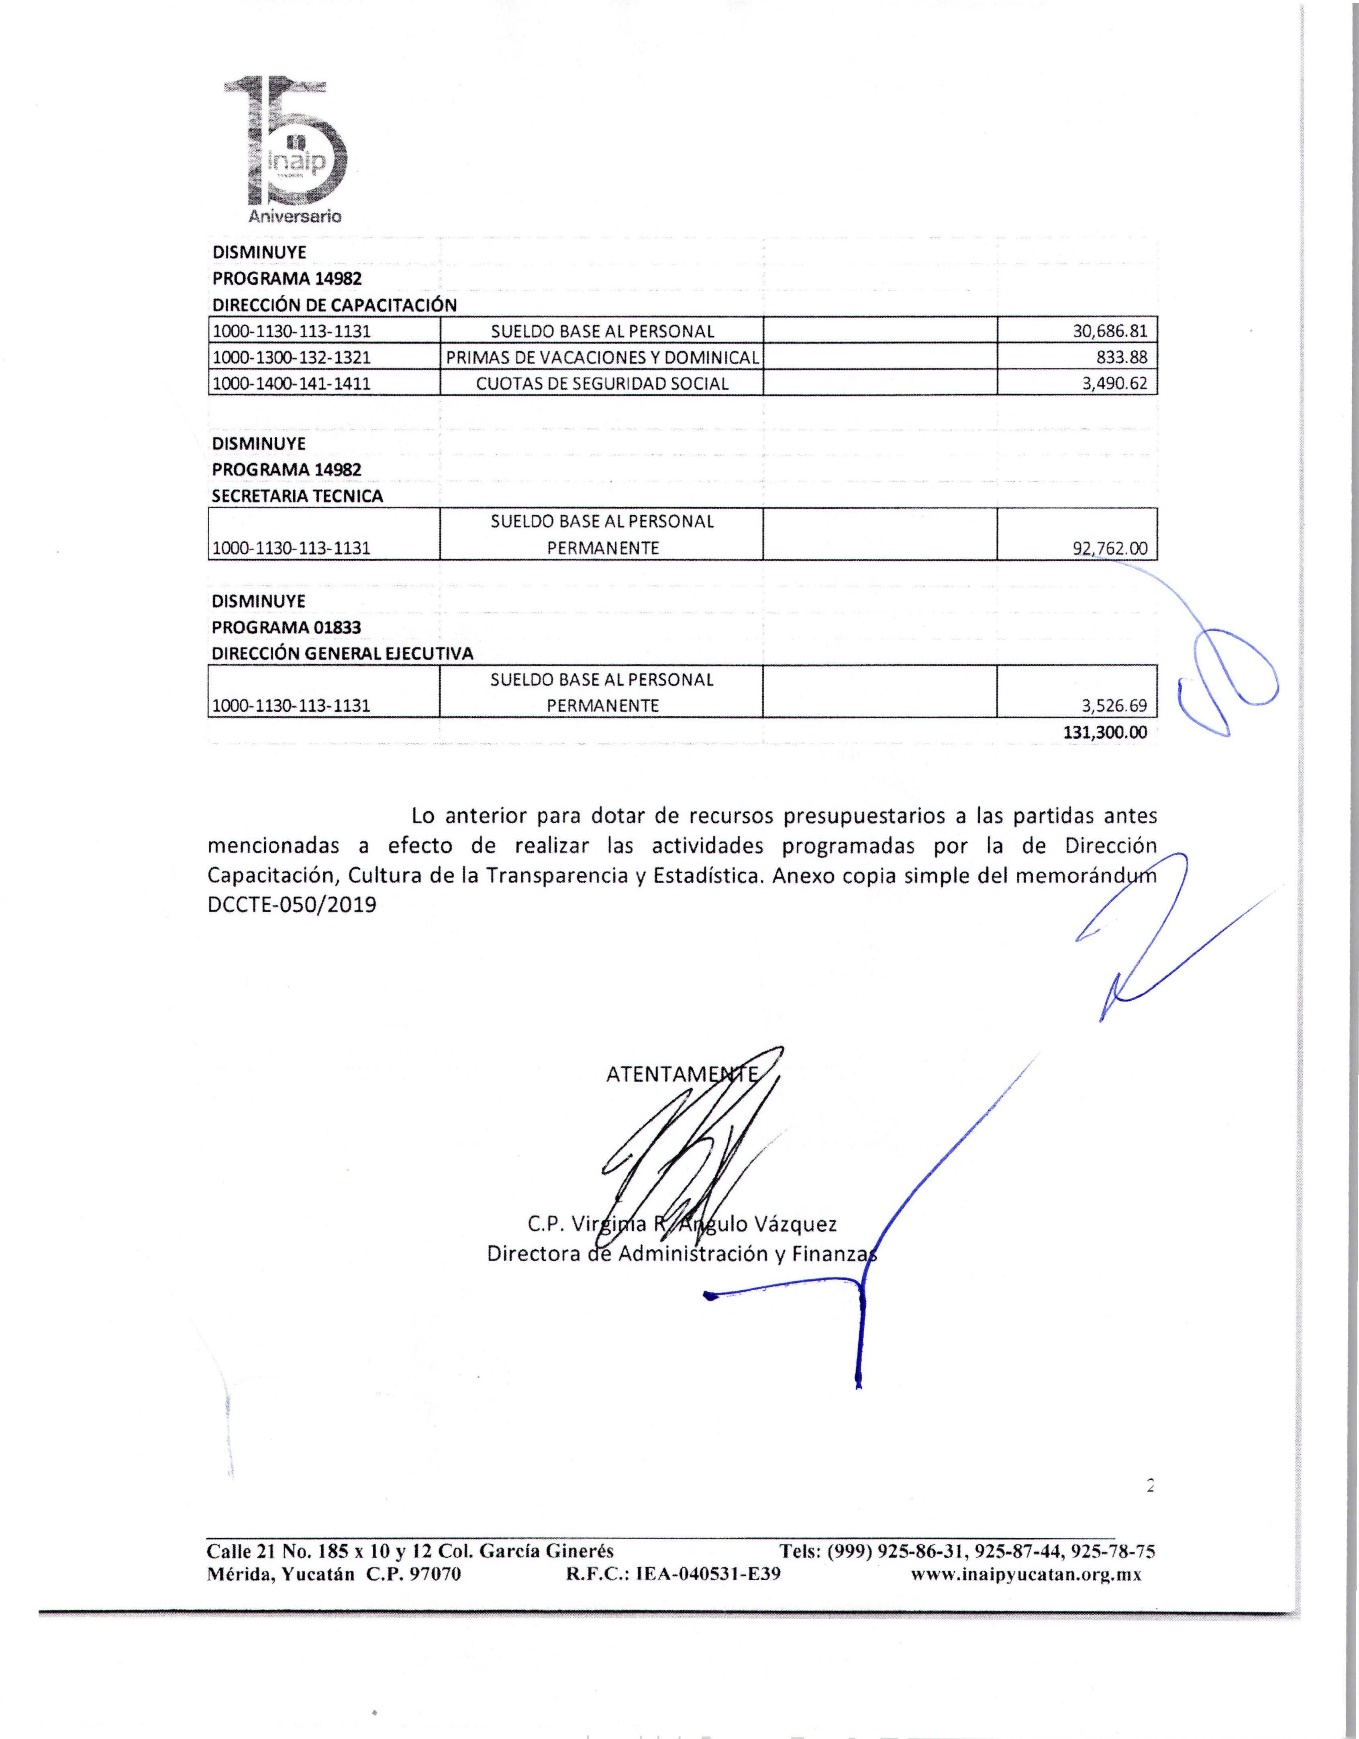 15
inaip
Aniversario
DISMINUYE
PROGRAMA 14982
DIRECCIÓN DE CAPACITACIÓN
1000-1130-113-1131 SUELDO BASE AL PERSONAL 30,686.81
1000-1300-132-1321 PRIMAS DE VACACIONES Y DOMINICAL 833.88
1000-1400-141-1411 CUOTAS DE SEGURIDAD SOCIAL 3,490.62
DISMINUYE
PROGRAMA 14982
SECRETARIA TECNICA
SUELDO BASE AL PERSONAL
1000-1130-113-1131 PERMANENTE 92,762.00
DISMINUYE
PROGRAMA 01833
DIRECCIÓN GENERAL EJECUTIVA
SUELDO BASE AL PERSONAL
1000-1130-113-1131 PERMANENTE 3,526.69
131,300.00
Lo anterior para dotar de recursos presupuestarios a las partidas antes
mencionadas a efecto de realizar las actividades programadas por la de Dirección
Capacitación, Cultura de la Transparencia y Estadística. Anexo copia simple del memorándum
DCCTE-050/2019
ATENTAMENTE
C.P. Virginia R. Angulo Vázquez
Directora de Administración y Finanzas
2
Calle 21 No. 185 x 10 y 12 Col. García Ginerés Tels: (999) 925-86-31, 925-87-44, 925-78-75
Mérida, Yucatán C.P. 97070 R.F.C.: IEA-040531-E39 www.inaipyucatan.org.mx